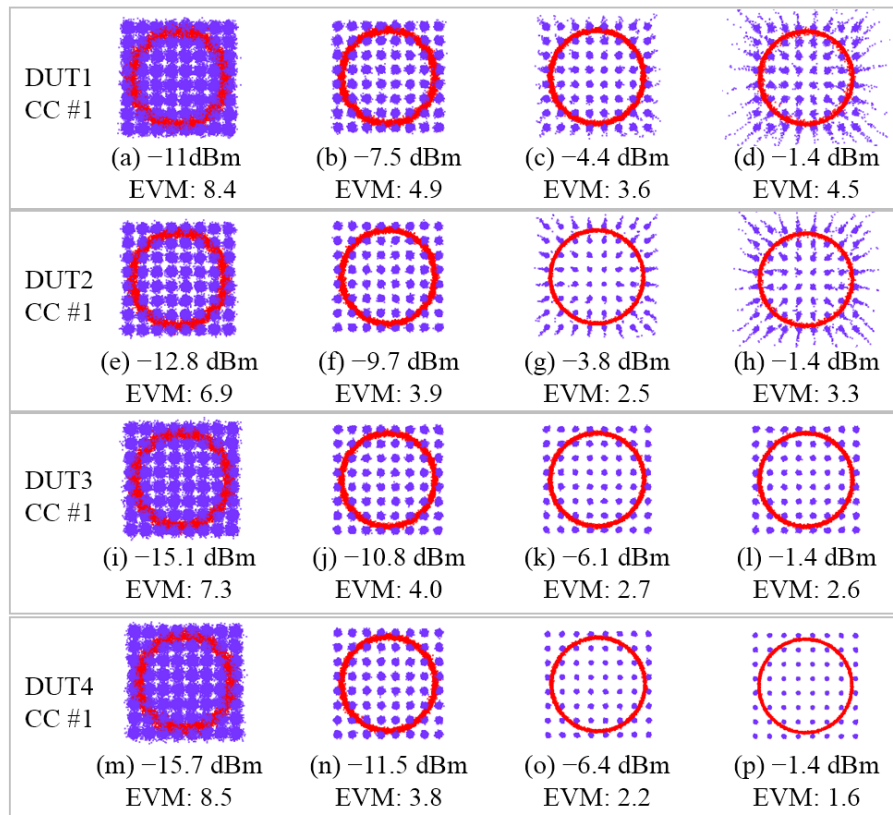 DUT1
CC #1
(a) −11dBm
EVM: 8.4
(b) −7.5 dBm
EVM: 4.9
(c) −4.4 dBm
EVM: 3.6
(d) −1.4 dBm
EVM: 4.5
DUT2
CC #1
(e) −12.8 dBm
EVM: 6.9
(f) −9.7 dBm
EVM: 3.9
(g) −3.8 dBm
EVM: 2.5
(h) −1.4 dBm
EVM: 3.3
DUT3
CC #1
(i) −15.1 dBm
EVM: 7.3
(j) −10.8 dBm
EVM: 4.0
(k) −6.1 dBm
EVM: 2.7
(l) −1.4 dBm
EVM: 2.6
DUT4
CC #1
(m) −15.7 dBm
EVM: 8.5
(n) −11.5 dBm
EVM: 3.8
(o) −6.4 dBm
EVM: 2.2
(p) −1.4 dBm
EVM: 1.6